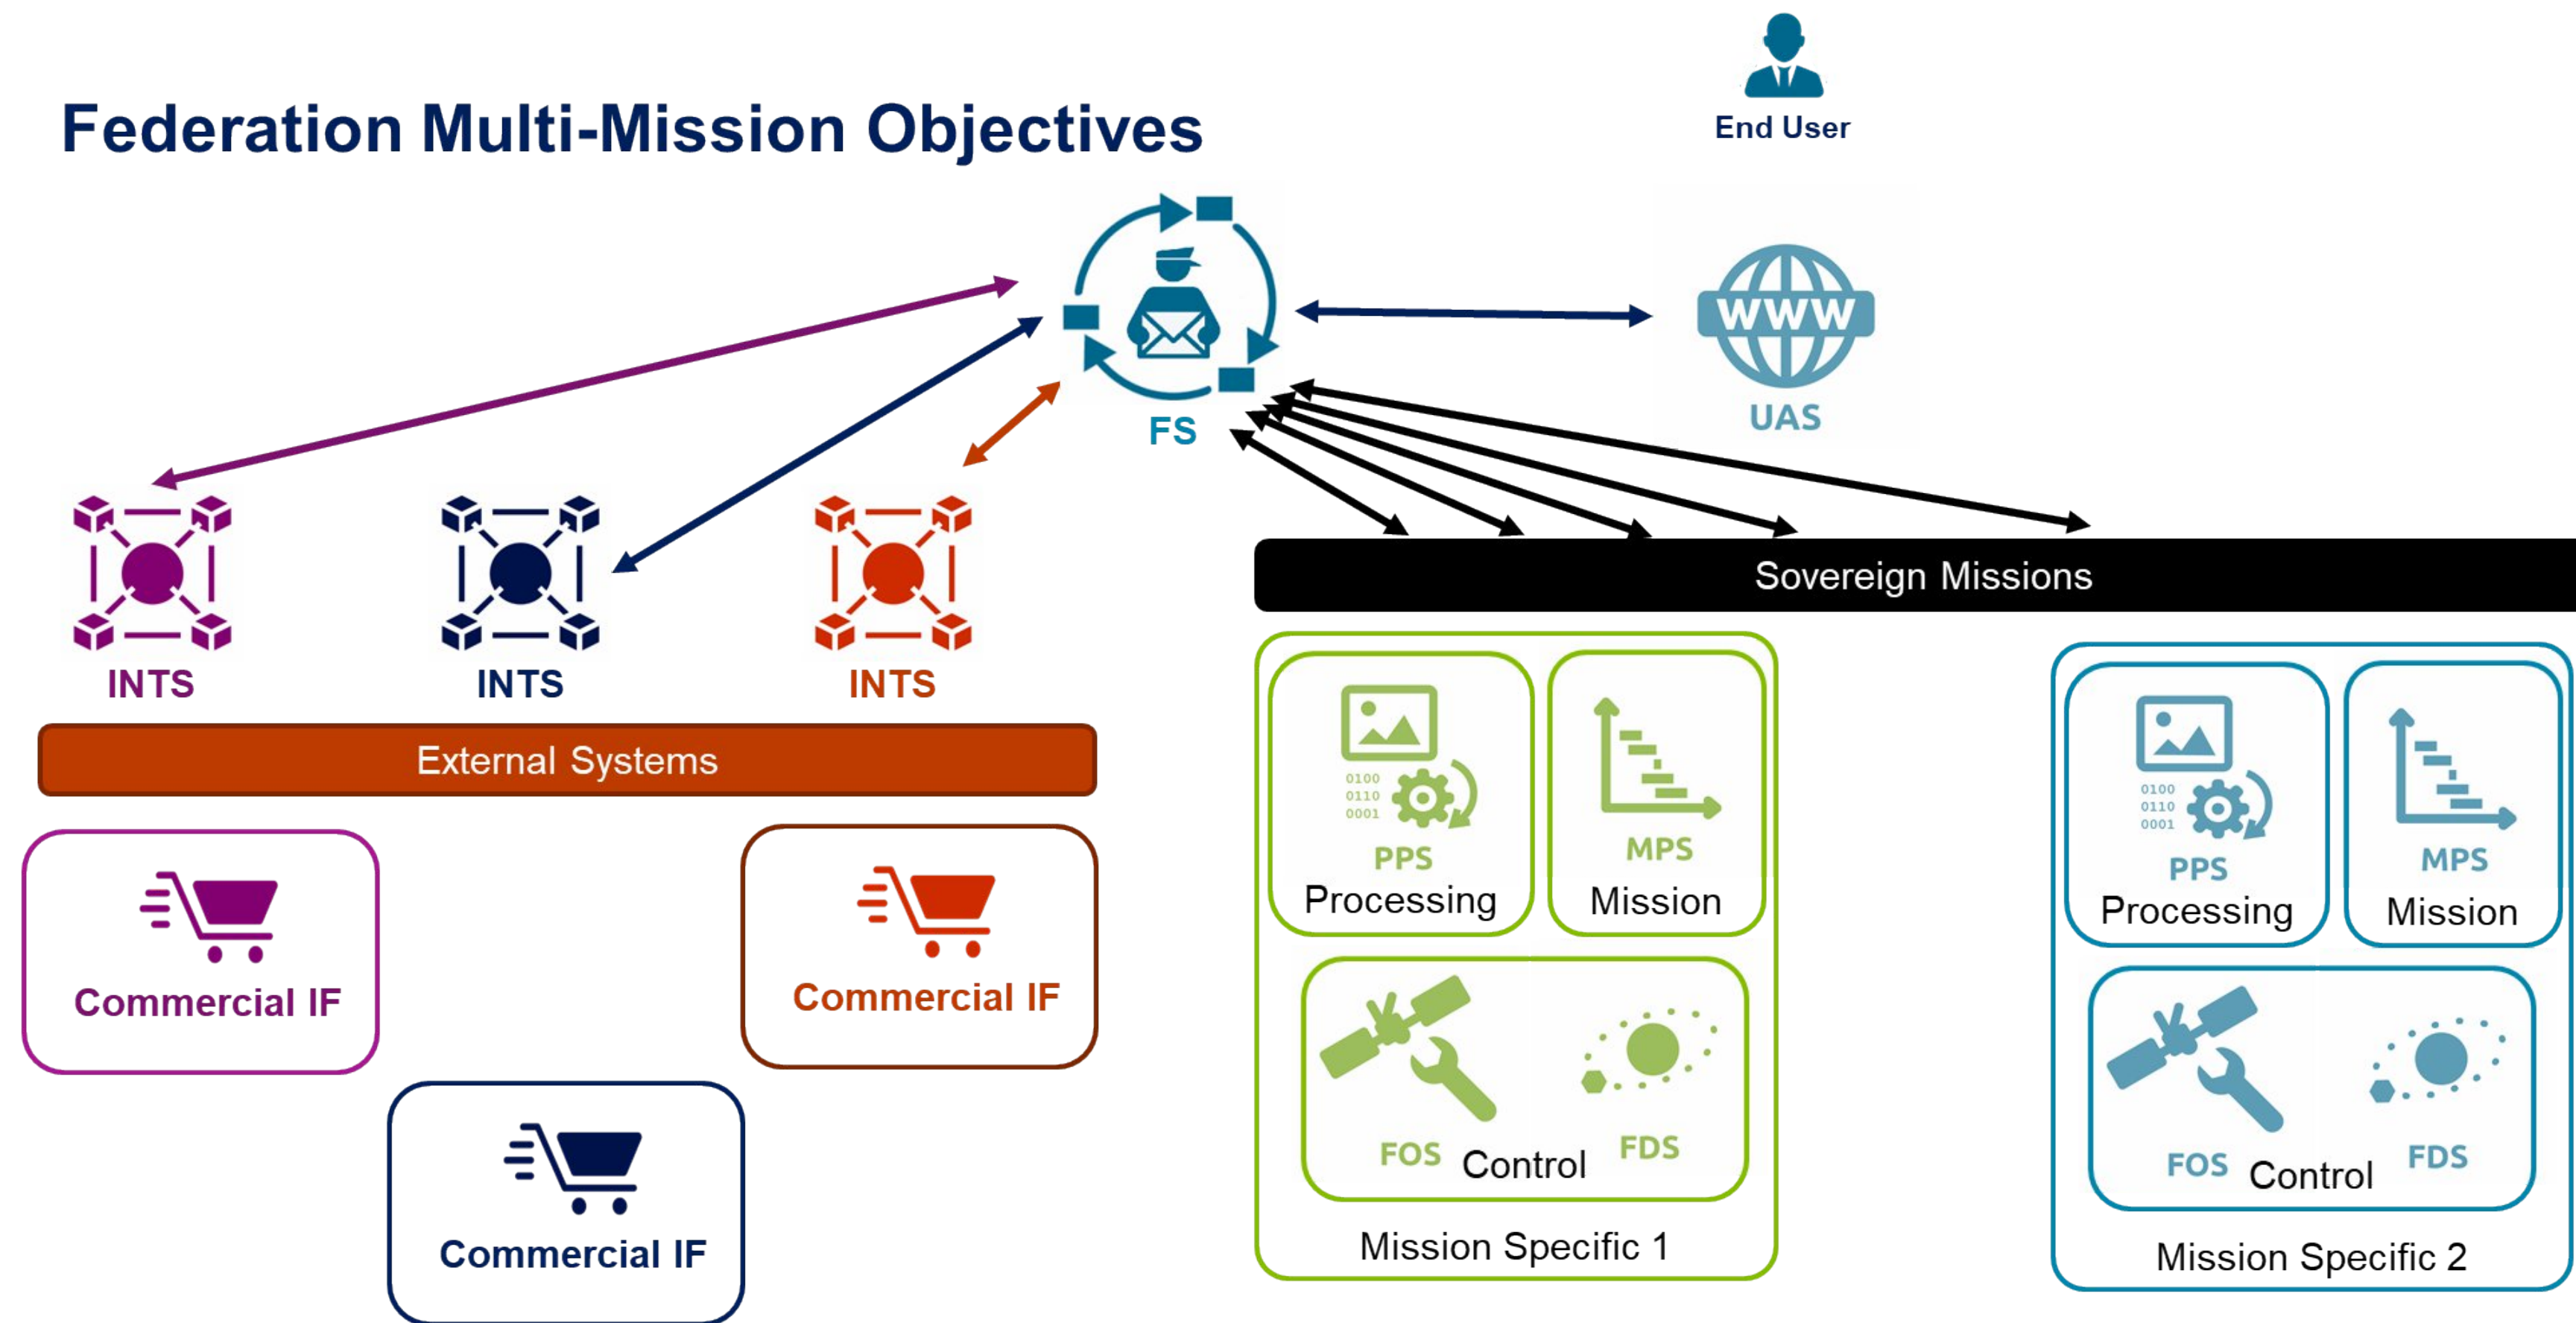 End User
Federation Multi-Mission Objectives
WWW
UAS
FS
INTS
INTS
INTS
External Systems
Commercial IF
Commercial IF
Commercial IF
Sovereign Missions
0100
0110
0001
PPS
Processing
MPS
Mission
FOS
Control
FDS
Mission Specific 1
0100
0110
0001
PPS
Processing
MPS
Mission
FOS
Control
FDS
Mission Specific 2